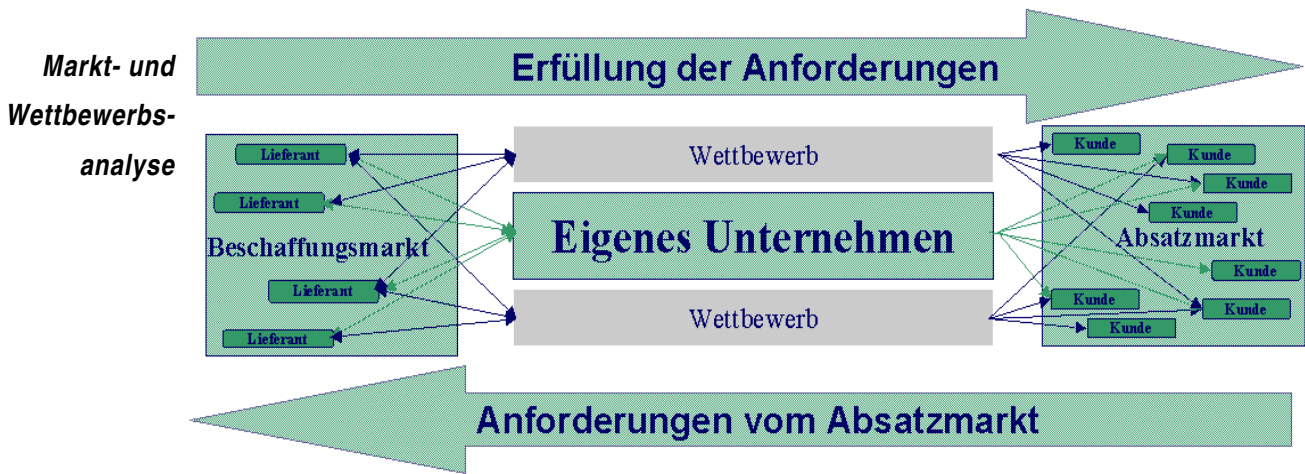 Markt- und
Wettbewerbs-
analyse
Erfüllung der Anforderungen
Lieferant
Lieferant
Beschaffungsmarkt
Lieferant
Lieferant
Wettbewerb
Eigenes Unternehmen
Wettbewerb
Kunde
Kunde
Kunde
Kunde
Absatzmarkt
Kunde
Kunde
Kunde
Kunde
Anforderungen vom Absatzmarkt